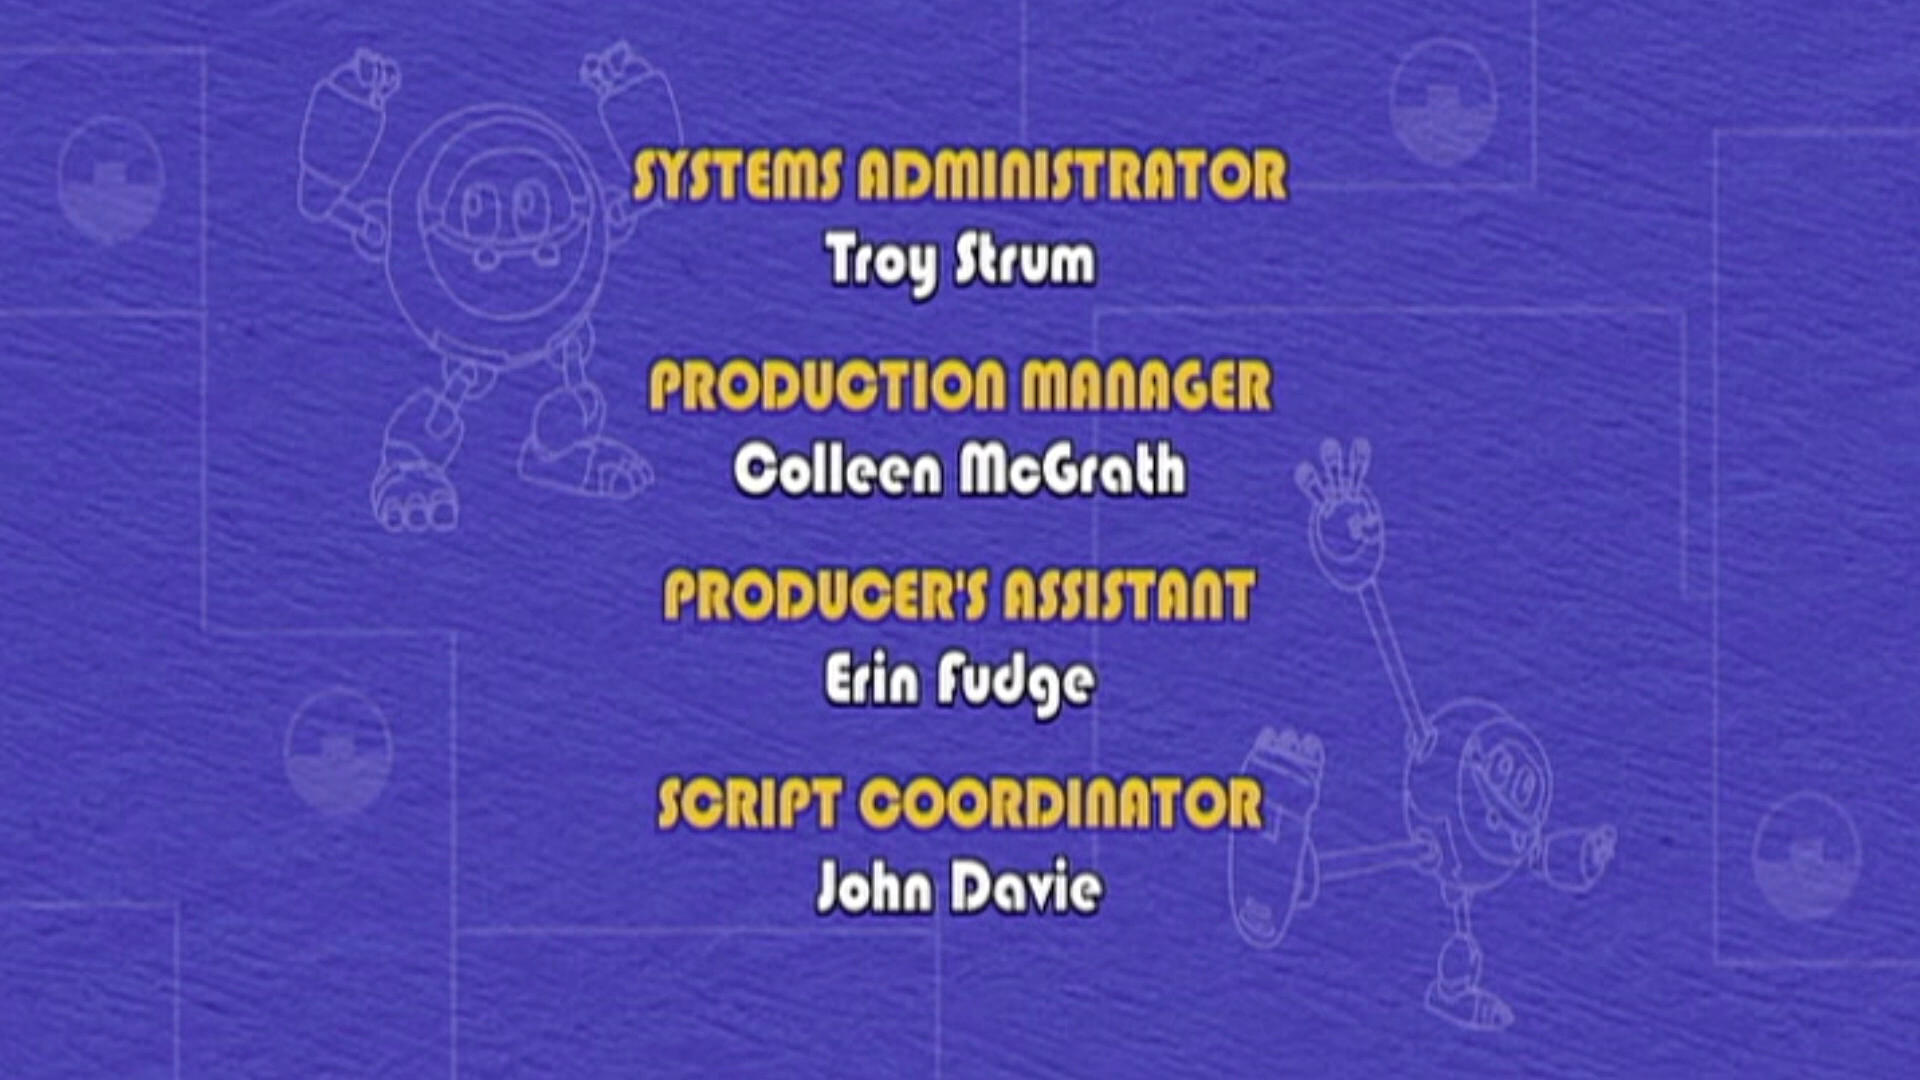 SYSTEMS ADMINISTRATOR
Troy Strum
PRODUCTION MANAGER
Colleen McGrath
PRODUCER'S ASSISTANT
Erin Fudge
SCRIPT COORDINATOR
John Davie